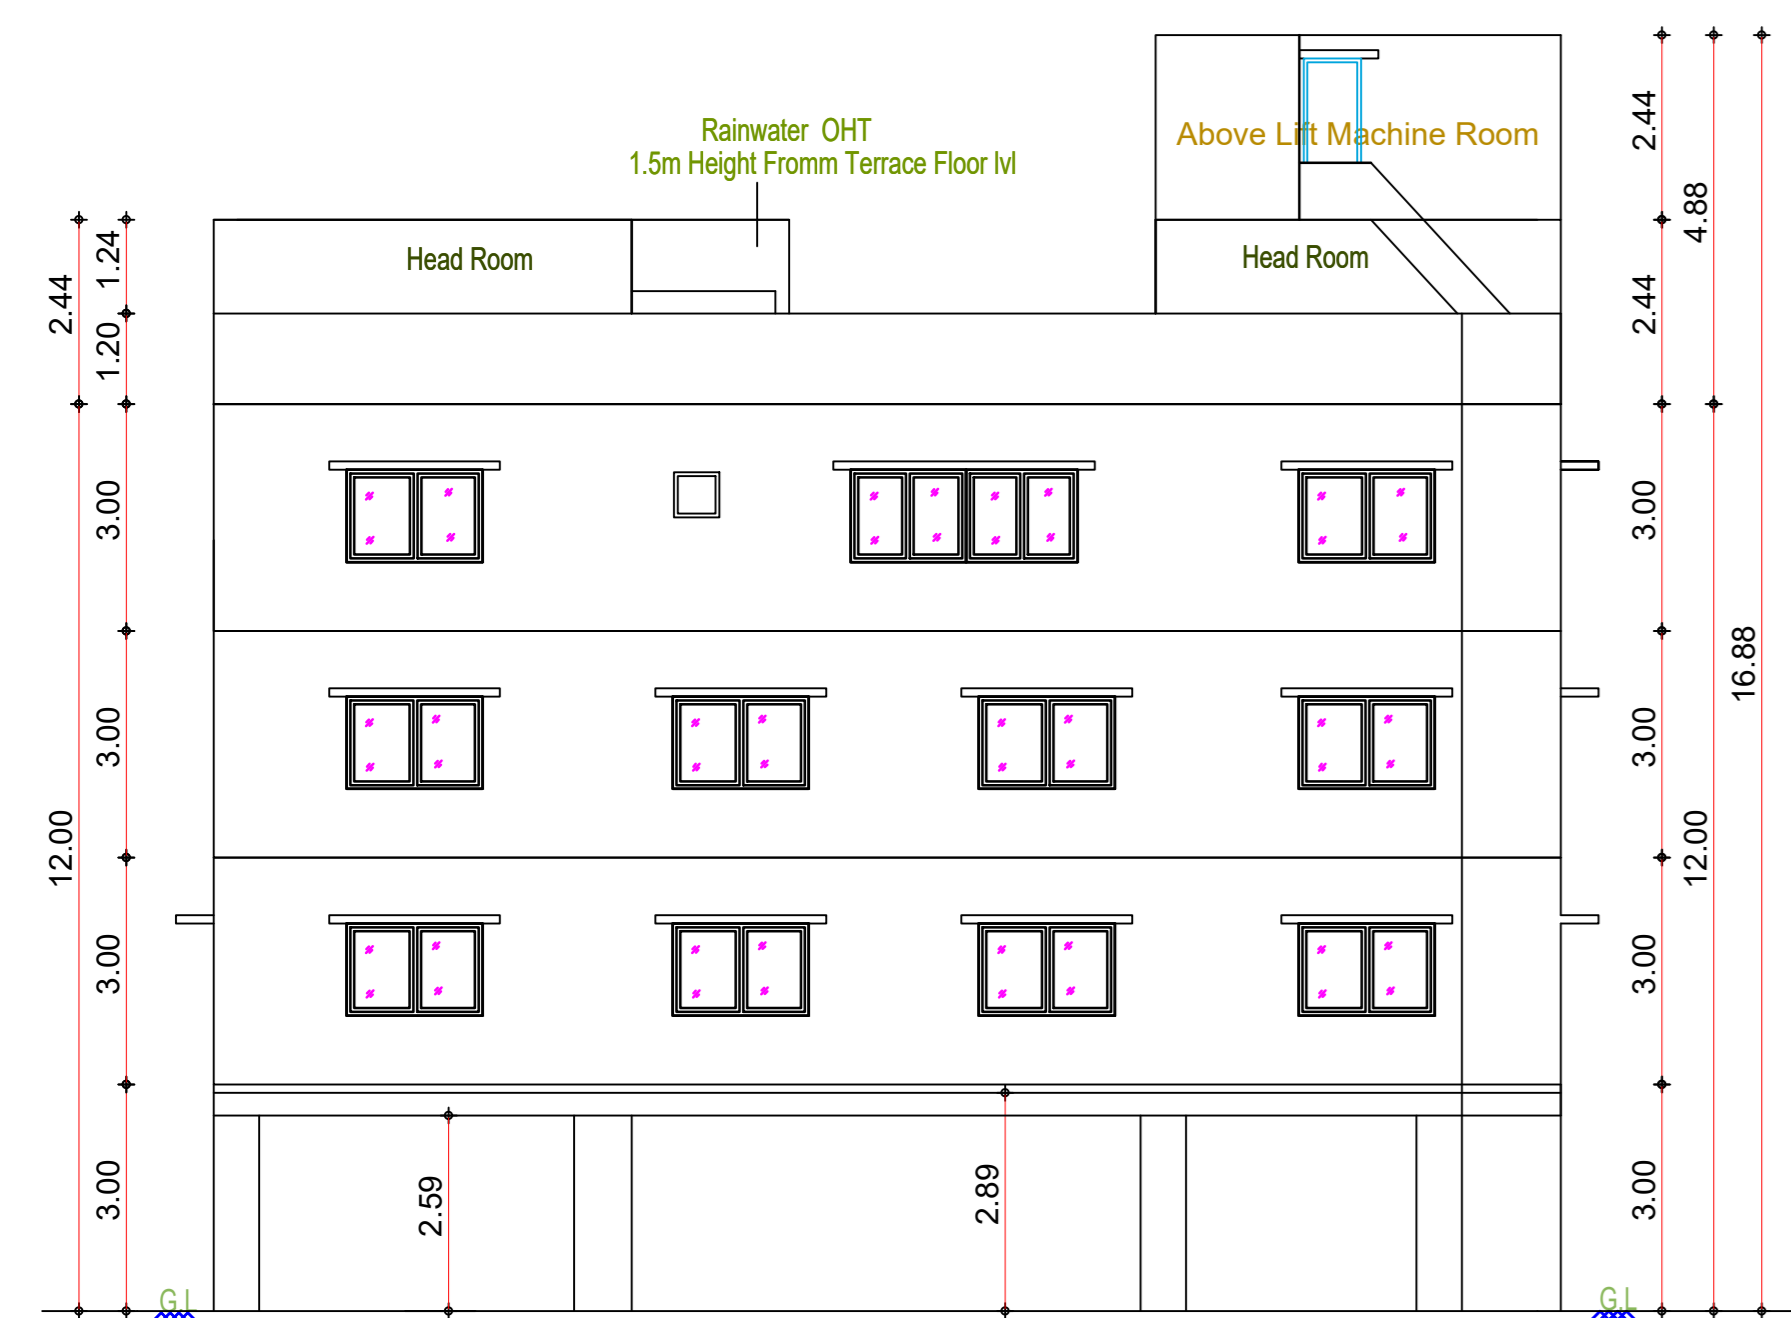 Rainwater OHT
1.5m Height Fromm Terrace Floor lvl
Above Lift Machine Room
Head Room
Head Room
2.44
1.24
1.20
12.00
3.00
3.00
3.00
3.00
2.59
2.89
2.44
2.44
4.88
3.00
3.00
3.00
3.00
12.00
16.88
G.L
G.L